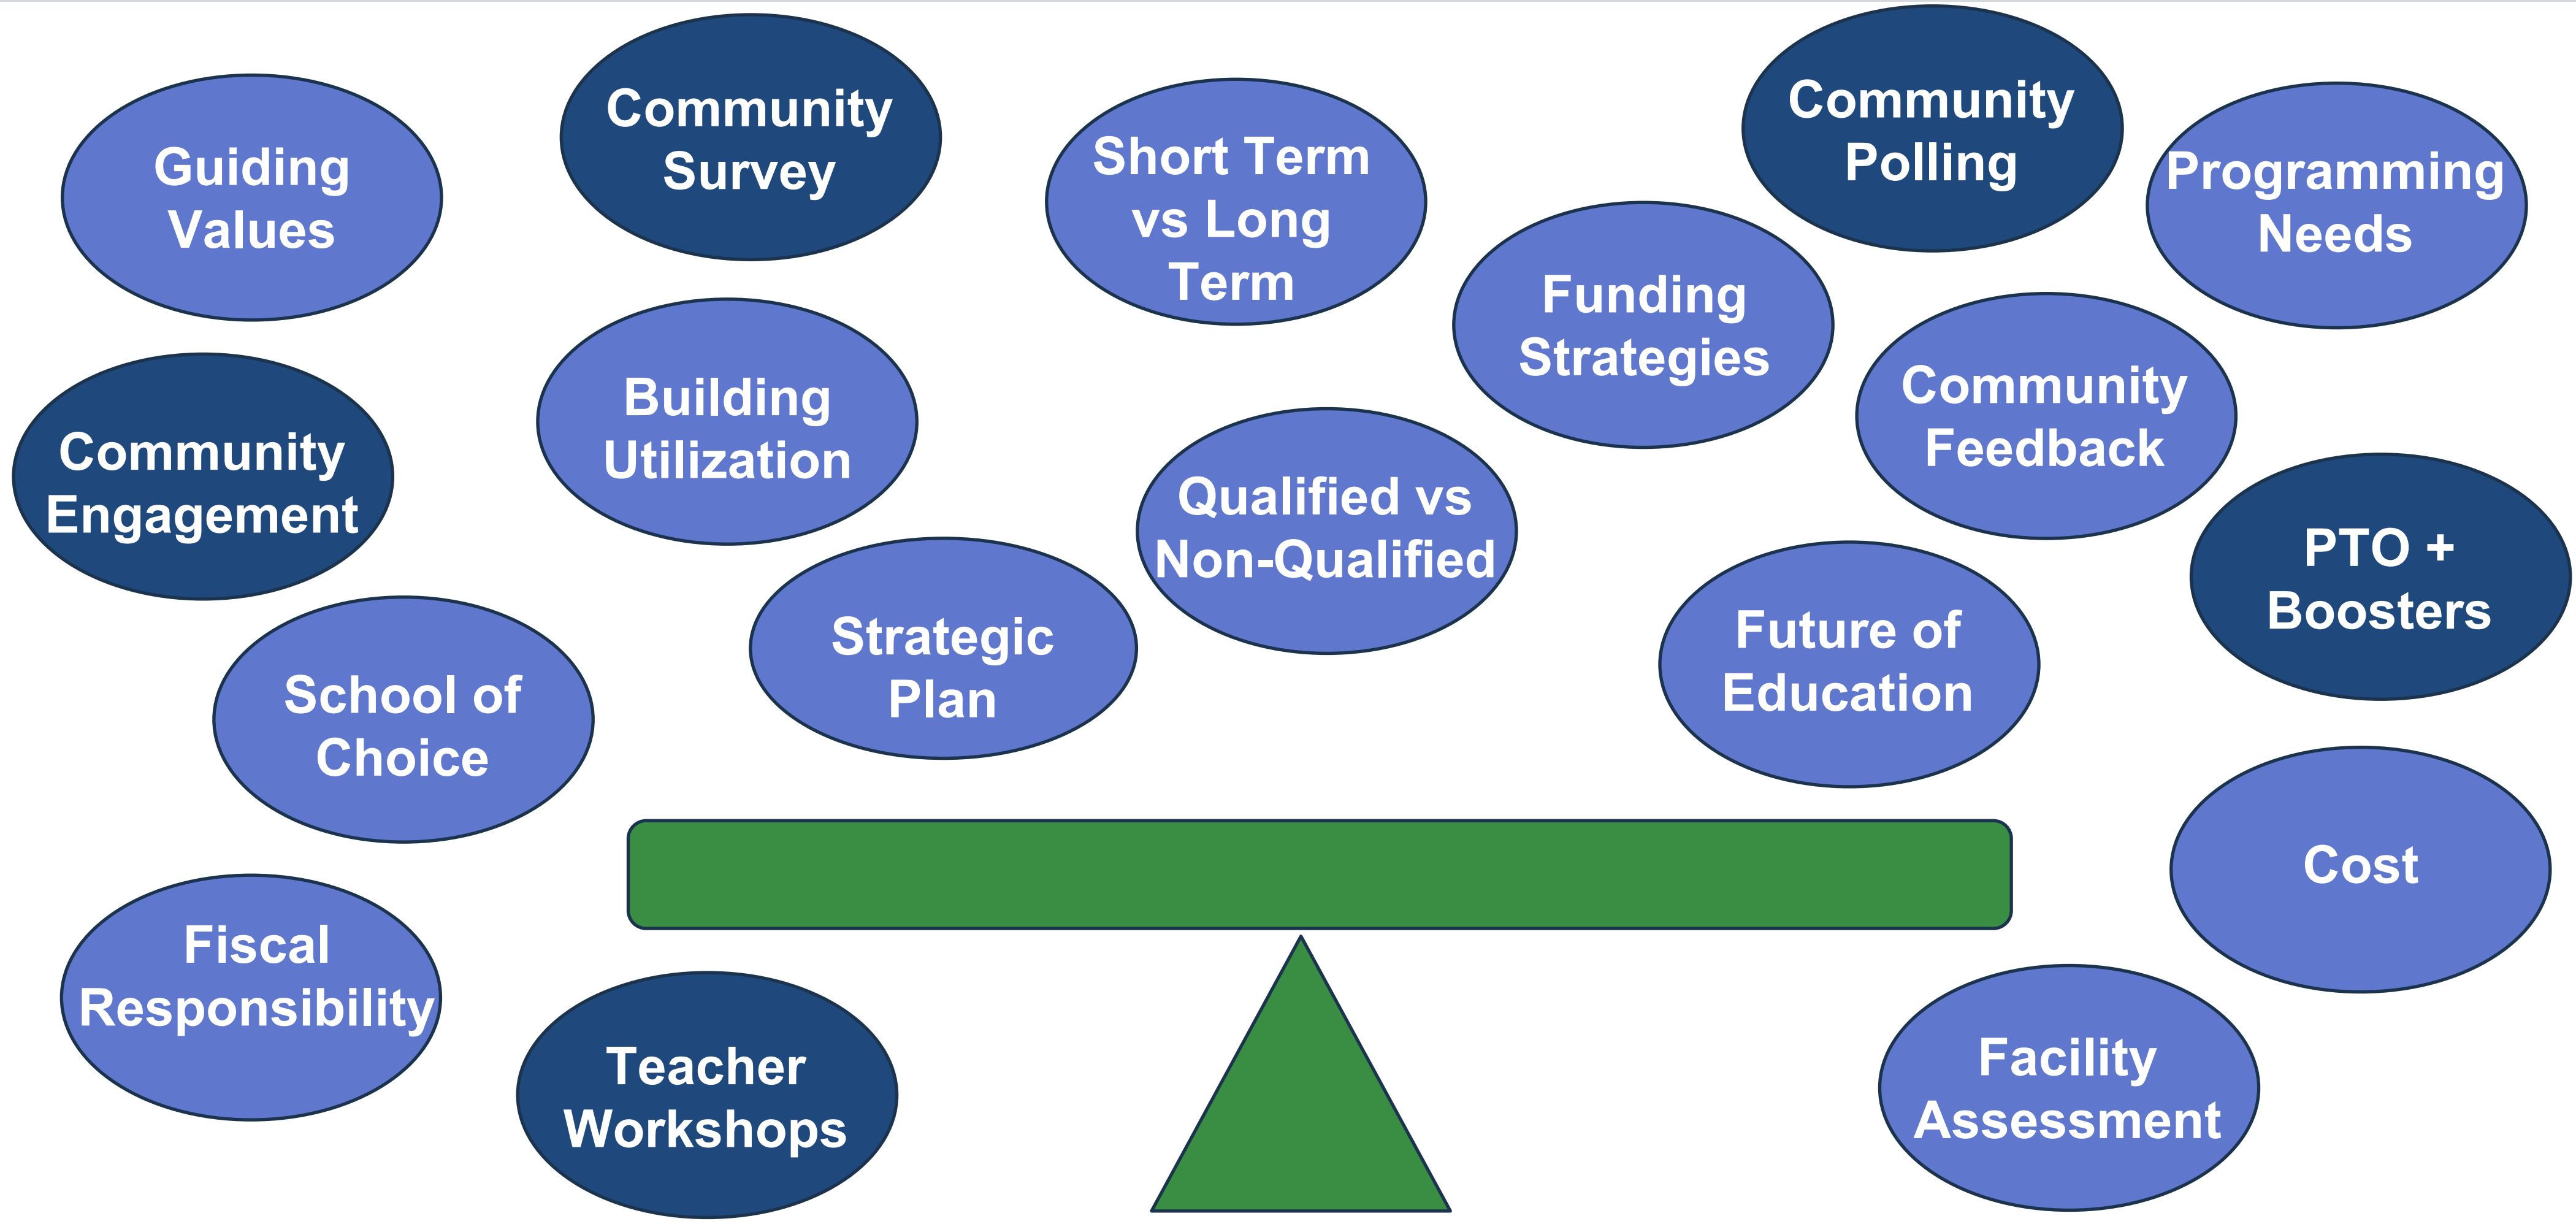 Guiding
Values
Community
Survey
Short Term
vs Long
Term
Community
Polling
Programming
Needs
Funding
Strategies
Community
Engagement
Building
Utilization
Community
Feedback
Qualified vs
Non-Qualified
PTO +
Boosters
School of
Choice
Strategic
Plan
Future of
Education
Cost
Fiscal
Responsibility
Teacher
Workshops
Facility
Assessment